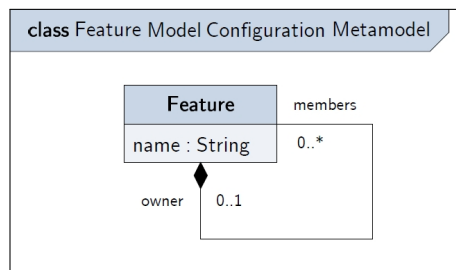 class Feature Model Configuration Metamodel
Feature
members
name : String
0..*
owner
0..1